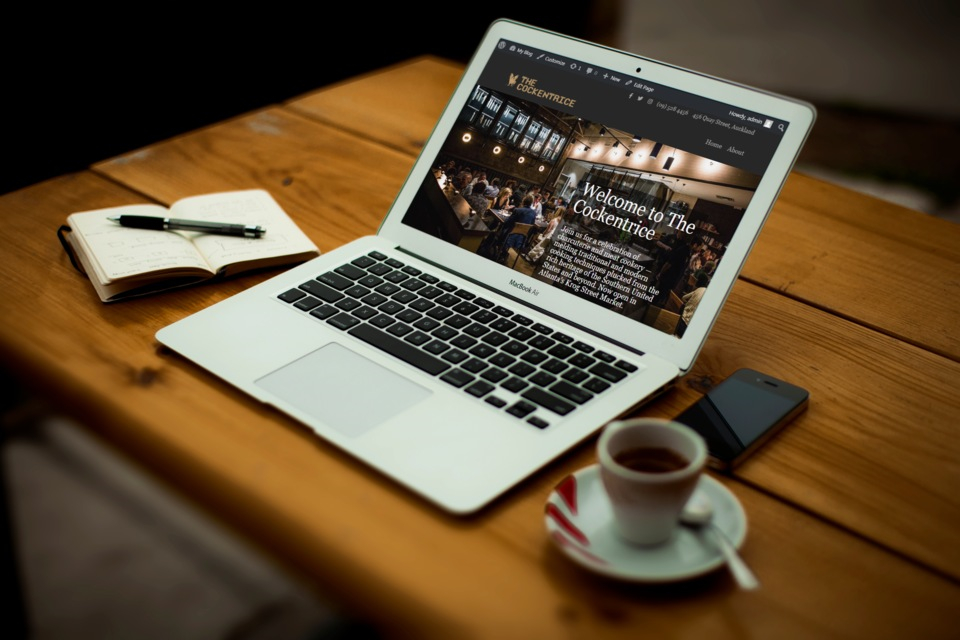 My Blog Customize 1 0 New Edit Page Howdy, admin
THE
COCKENTRICE
(09) 528 4456 456 Quay Street, Auckland
Home About
Welcome to The
Cockentrice
Join us for a celebration of
charcuterie and meat cookery –
melding traditional and modern
cooking techniques plucked from the
rich heritage of the Southern United
States and beyond. Now open in
Atlanta's Krog Street Market.
MacBook Air